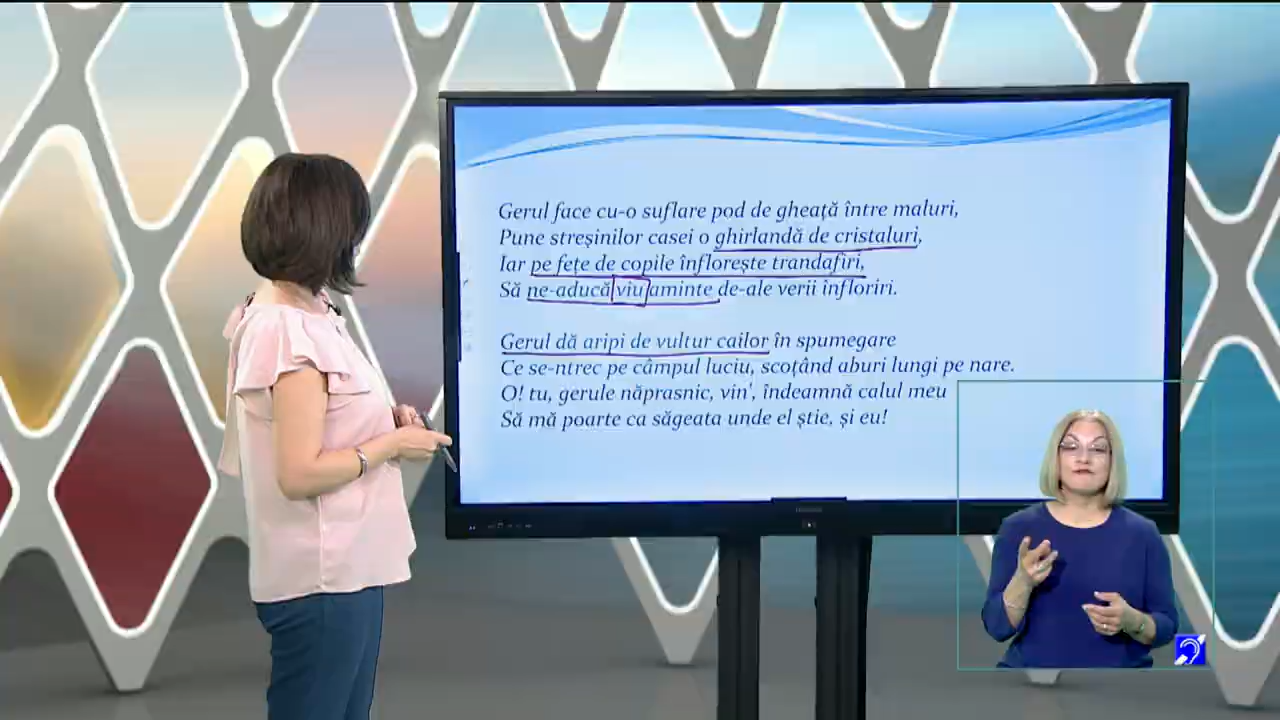 Gerul face cu-o suflare pod de gheață între maluri,
Pune streșinilor casei o ghirlandă de cristaluri,
Iar pe fețe de copile înflorește trandafiri,
Să ne-aducă viu aminte de-ale verii înfloriri.
Gerul dă aripi de vultur cailor în spumegare
Ce se-ntrec pe câmpul luciu, scoțând aburi lungi pe nare.
O! tu, gerule năprasnic, vin', îndeamnă calul meu
Să mă poarte ca săgeata unde el știe, și eu!